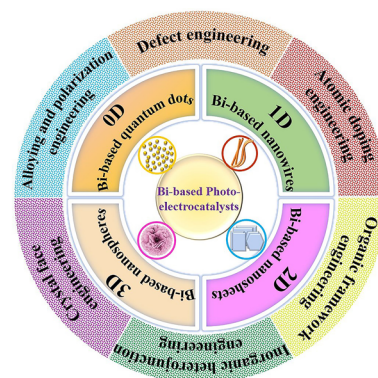 Defect engineering
Atomic doping
engineering
Organic framework
engineering
Inorganic heterojunction
engineering
Crystal face
engineering
Alloying and polarization
engineering
0D
Bi-based quantum dots
1D
Bi-based nanowires
2D
Bi-based nanosheets
3D
Bi-based nanospheres
Bi-based Photo-
electrocatalysts